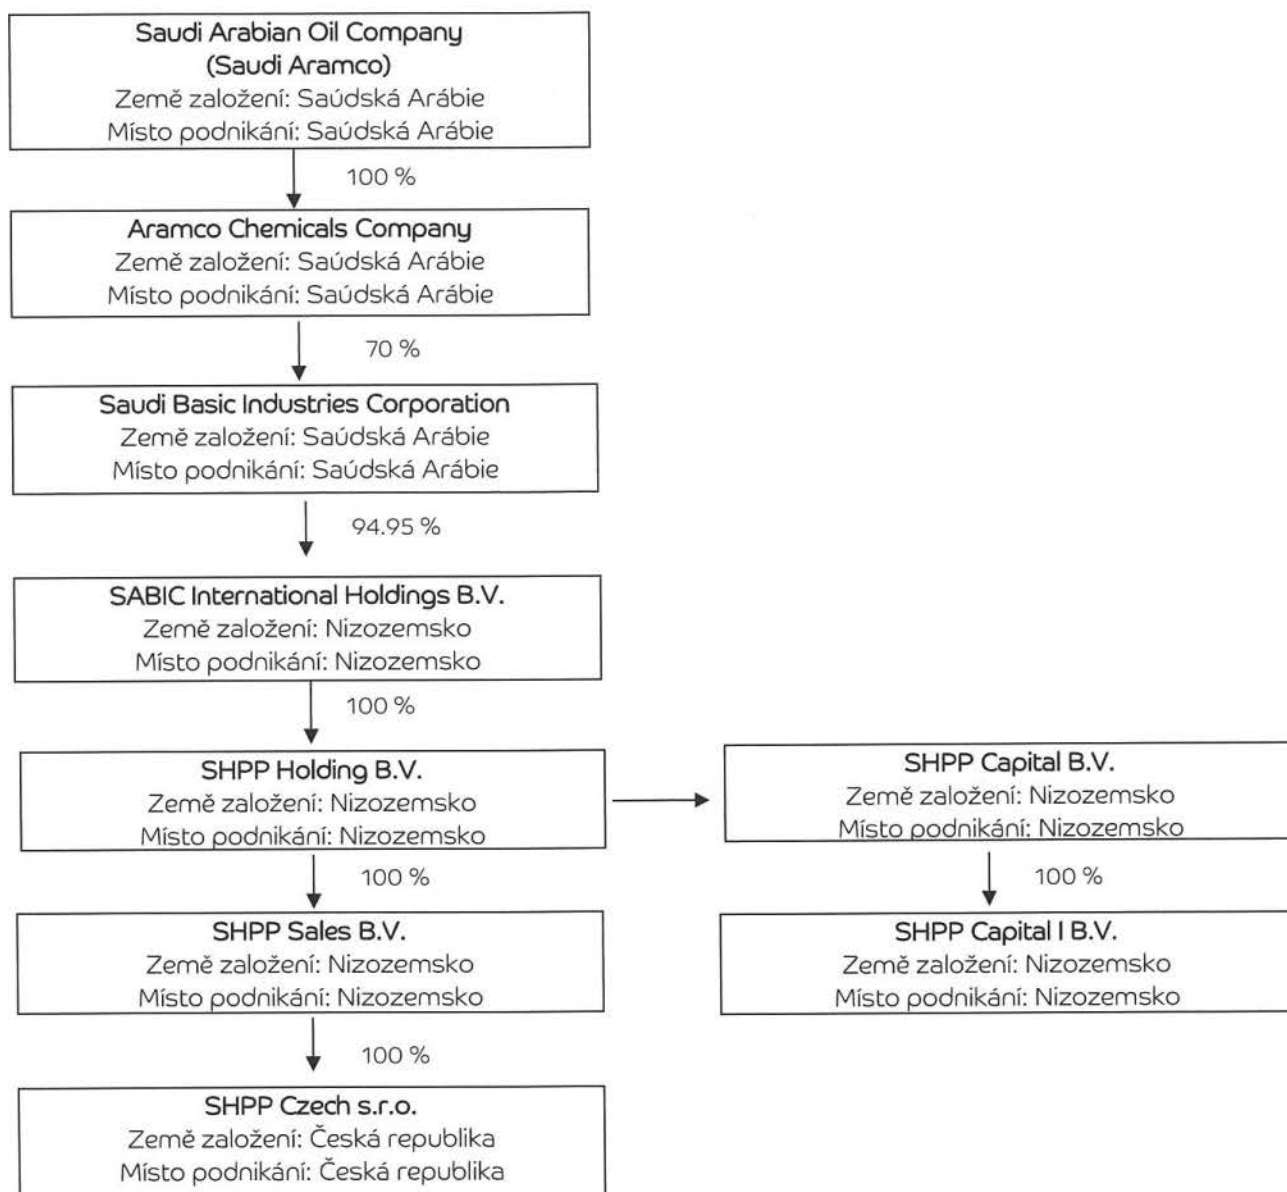 Saudi Arabian Oil Company
(Saudi Aramco)
Země založení: Saúdská Arábie
Místo podnikání: Saúdská Arábie
100 %
Aramco Chemicals Company
Země založení: Saúdská Arábie
Místo podnikání: Saúdská Arábie
70 %
Saudi Basic Industries Corporation
Země založení: Saúdská Arábie
Místo podnikání: Saúdská Arábie
94.95 %
SABIC International Holdings B.V.
Země založení: Nizozemsko
Místo podnikání: Nizozemsko
100 %
SHPP Holding B.V.
Země založení: Nizozemsko
Místo podnikání: Nizozemsko
SHPP Capital B.V.
Země založení: Nizozemsko
Místo podnikání: Nizozemsko
100 %
100 %
SHPP Sales B.V.
Země založení: Nizozemsko
Místo podnikání: Nizozemsko
SHPP Capital I B.V.
Země založení: Nizozemsko
Místo podnikání: Nizozemsko
100 %
SHPP Czech s.r.o.
Země založení: Česká republika
Místo podnikání: Česká republika